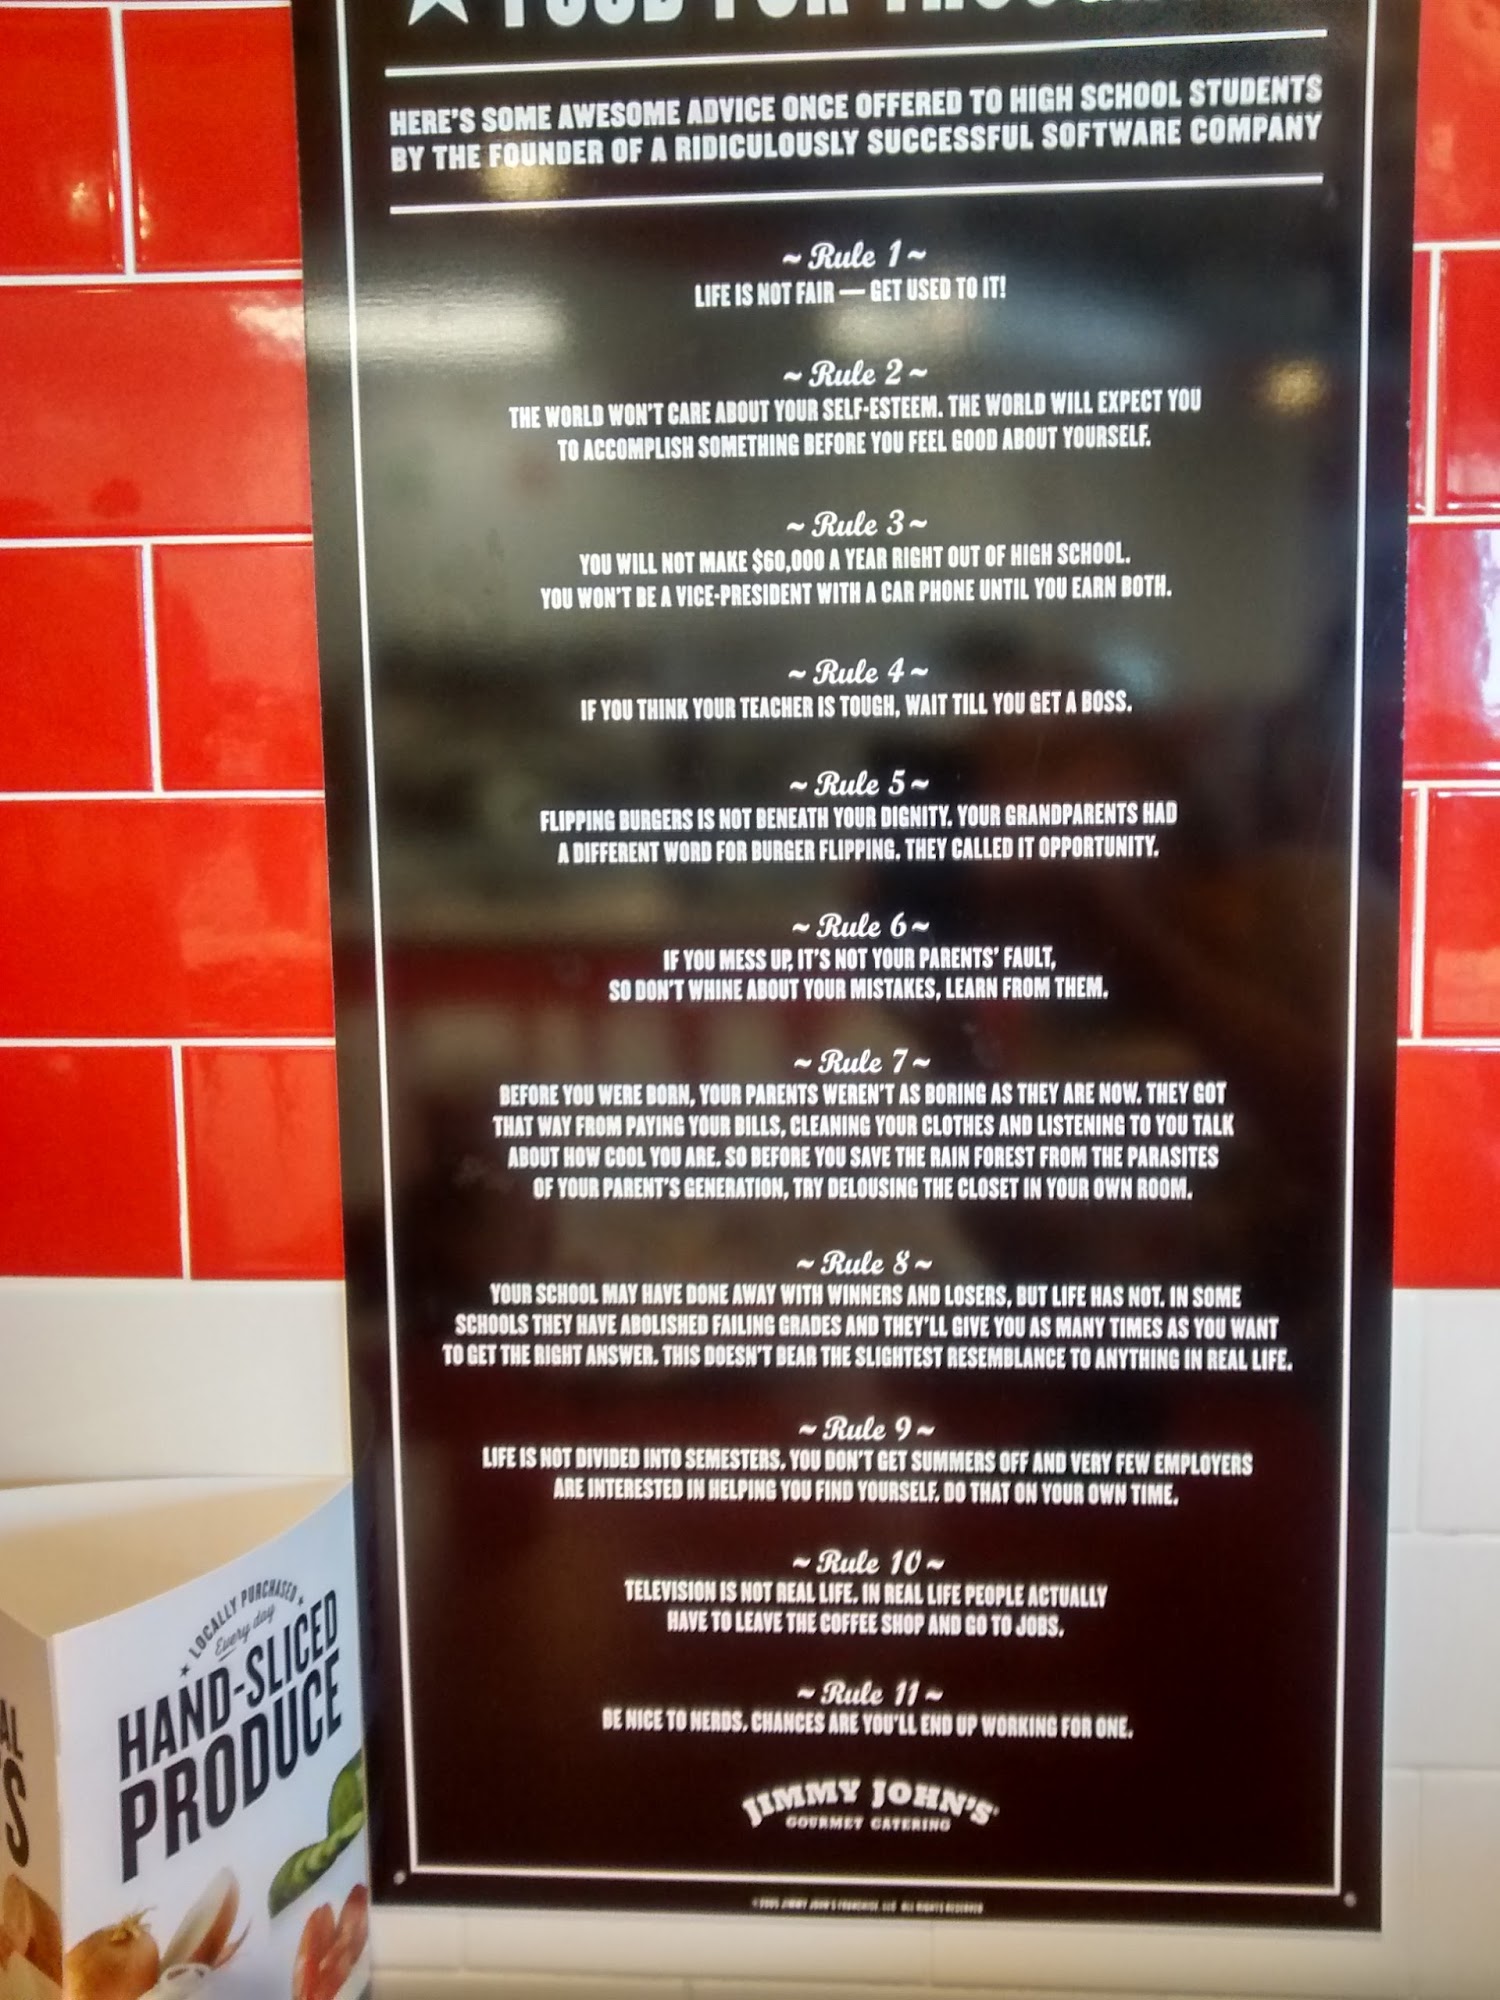 FOOD FOR THOUGHT
HERE'S SOME AWESOME ADVICE ONCE OFFERED TO HIGH SCHOOL STUDENTS
BY THE FOUNDER OF A RIDICULOUSLY SUCCESSFUL SOFTWARE COMPANY
~ Rule 1 ~
LIFE IS NOT FAIR — GET USED TO IT!
~ Rule 2 ~
THE WORLD WON'T CARE ABOUT YOUR SELF-ESTEEM. THE WORLD WILL EXPECT YOU
TO ACCOMPLISH SOMETHING BEFORE YOU FEEL GOOD ABOUT YOURSELF.
~ Rule 3 ~
YOU WILL NOT MAKE $60,000 A YEAR RIGHT OUT OF HIGH SCHOOL.
YOU WON'T BE A VICE-PRESIDENT WITH A CAR PHONE UNTIL YOU EARN BOTH.
~ Rule 4 ~
IF YOU THINK YOUR TEACHER IS TOUGH, WAIT TILL YOU GET A BOSS.
~ Rule 5 ~
FLIPPING BURGERS IS NOT BENEATH YOUR DIGNITY. YOUR GRANDPARENTS HAD
A DIFFERENT WORD FOR BURGER FLIPPING. THEY CALLED IT OPPORTUNITY.
~ Rule 6 ~
IF YOU MESS UP, IT'S NOT YOUR PARENTS' FAULT,
SO DON'T WHINE ABOUT YOUR MISTAKES, LEARN FROM THEM.
~ Rule 7 ~
BEFORE YOU WERE BORN, YOUR PARENTS WEREN'T AS BORING AS THEY ARE NOW. THEY GOT
THAT WAY FROM PAYING YOUR BILLS, CLEANING YOUR CLOTHES AND LISTENING TO YOU TALK
ABOUT HOW COOL YOU ARE. SO BEFORE YOU SAVE THE RAIN FOREST FROM THE PARASITES
OF YOUR PARENT'S GENERATION, TRY DELOUSING THE CLOSET IN YOUR OWN ROOM.
~ Rule 8 ~
YOUR SCHOOL MAY HAVE DONE AWAY WITH WINNERS AND LOSERS, BUT LIFE HAS NOT. IN SOME
SCHOOLS THEY HAVE ABOLISHED FAILING GRADES AND THEY'LL GIVE YOU AS MANY TIMES AS YOU WANT
TO GET THE RIGHT ANSWER. THIS DOESN'T BEAR THE SLIGHTEST RESEMBLANCE TO ANYTHING IN REAL LIFE.
~ Rule 9 ~
LIFE IS NOT DIVIDED INTO SEMESTERS. YOU DON'T GET SUMMERS OFF AND VERY FEW EMPLOYERS
ARE INTERESTED IN HELPING YOU FIND YOURSELF. DO THAT ON YOUR OWN TIME.
~ Rule 10 ~
TELEVISION IS NOT REAL LIFE. IN REAL LIFE PEOPLE ACTUALLY
HAVE TO LEAVE THE COFFEE SHOP AND GO TO JOBS.
~ Rule 11 ~
BE NICE TO NERDS. CHANCES ARE YOU'LL END UP WORKING FOR ONE.
JIMMY JOHN'S
GOURMET CATERING
JIMMY JOHN'S FRANCHISE, LLC ALL RIGHTS RESERVED
LOCALLY PURCHASED
Every day
HAND-SLICED
PRODUCE